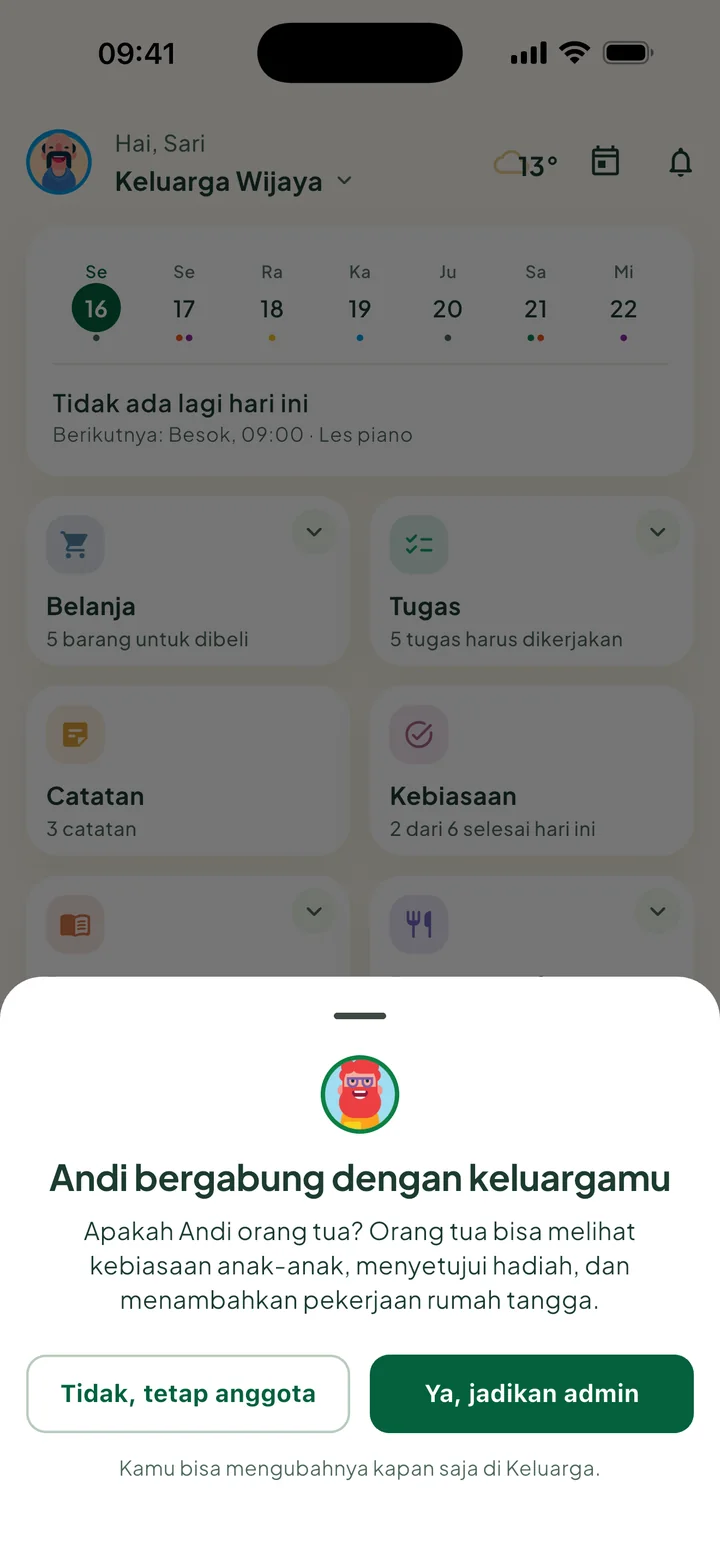 09:41
Hai, Sari
Keluarga Wijaya
13°
Se Se Ra Ka Ju Sa Mi
16 17 18 19 20 21 22
Tidak ada lagi hari ini
Berikutnya: Besok, 09:00 · Les piano
Belanja
5 barang untuk dibeli
Tugas
5 tugas harus dikerjakan
Catatan
3 catatan
Kebiasaan
2 dari 6 selesai hari ini
Andi bergabung dengan keluargamu
Apakah Andi orang tua? Orang tua bisa melihat
kebiasaan anak-anak, menyetujui hadiah, dan
menambahkan pekerjaan rumah tangga.
Tidak, tetap anggota
Ya, jadikan admin
Kamu bisa mengubahnya kapan saja di Keluarga.